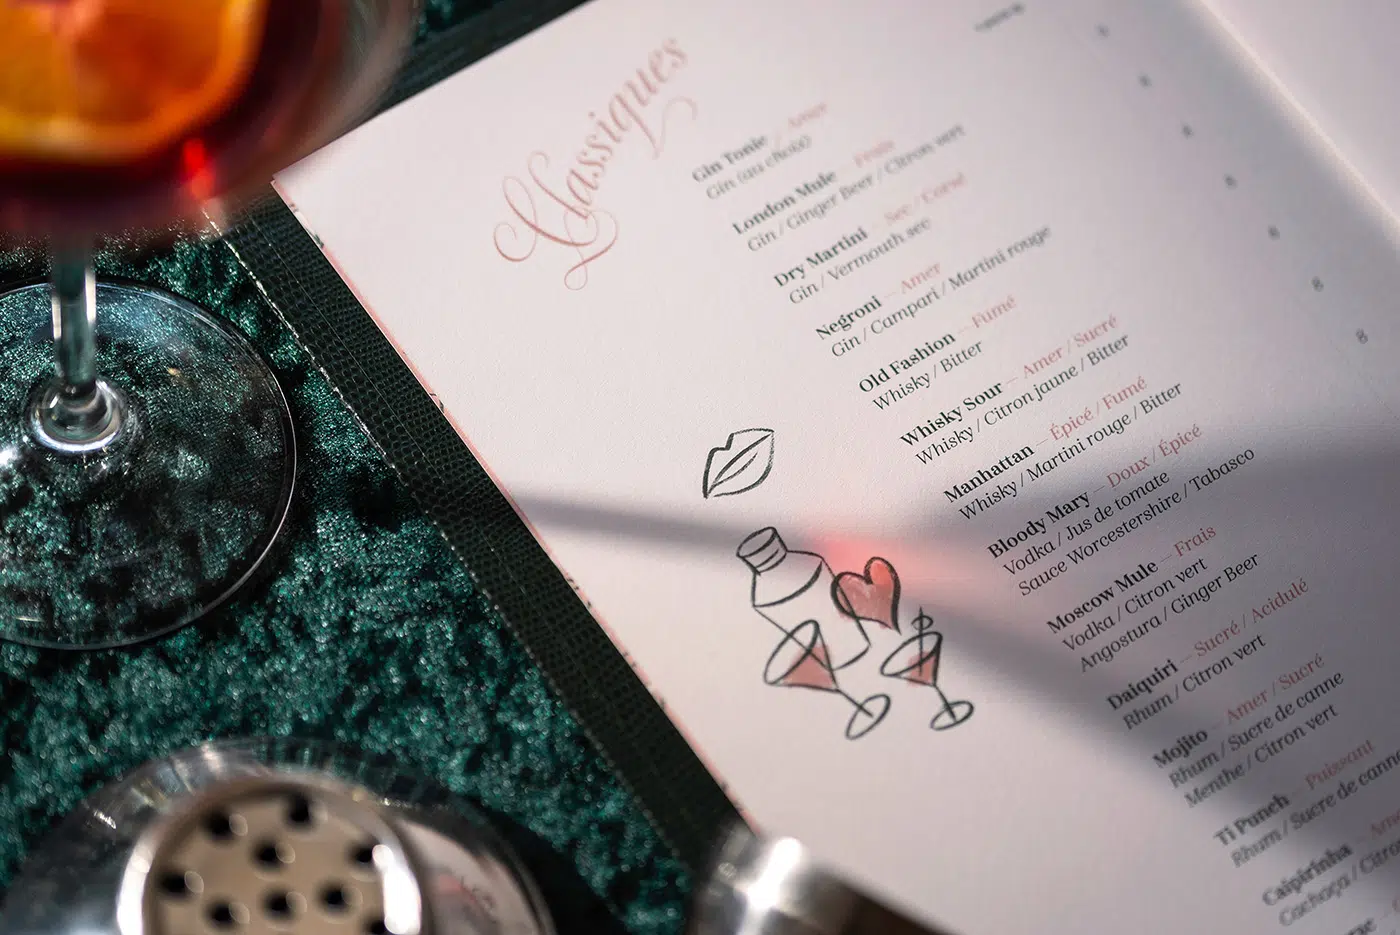 Classiques
Gin Tonic — Amer
Gin (au choix)
London Mule — Frais
Gin / Ginger Beer / Citron vert
Dry Martini — Sec / Corsé
Gin / Vermouth sec
Negroni — Amer
Gin / Campari / Martini rouge
Old Fashion — Fumé
Whisky / Bitter
Whisky Sour — Amer / Sucré
Whisky / Citron jaune / Bitter
Manhattan — Épicé / Fumé
Whisky / Martini rouge / Bitter
Bloody Mary — Doux / Épicé
Vodka / Jus de tomate
Sauce Worcestershire / Tabasco
Moscow Mule — Frais
Vodka / Citron vert
Angostura / Ginger Beer
Daiquiri — Sucré / Acidulé
Rhum / Citron vert
Mojito — Amer / Sucré
Rhum / Sucre de canne
Menthe / Citron vert
Ti Punch — Puissant
Rhum / Sucre de canne
Caïpirinha —
Cachaça / Citron
8
8
8
8
8
8
8